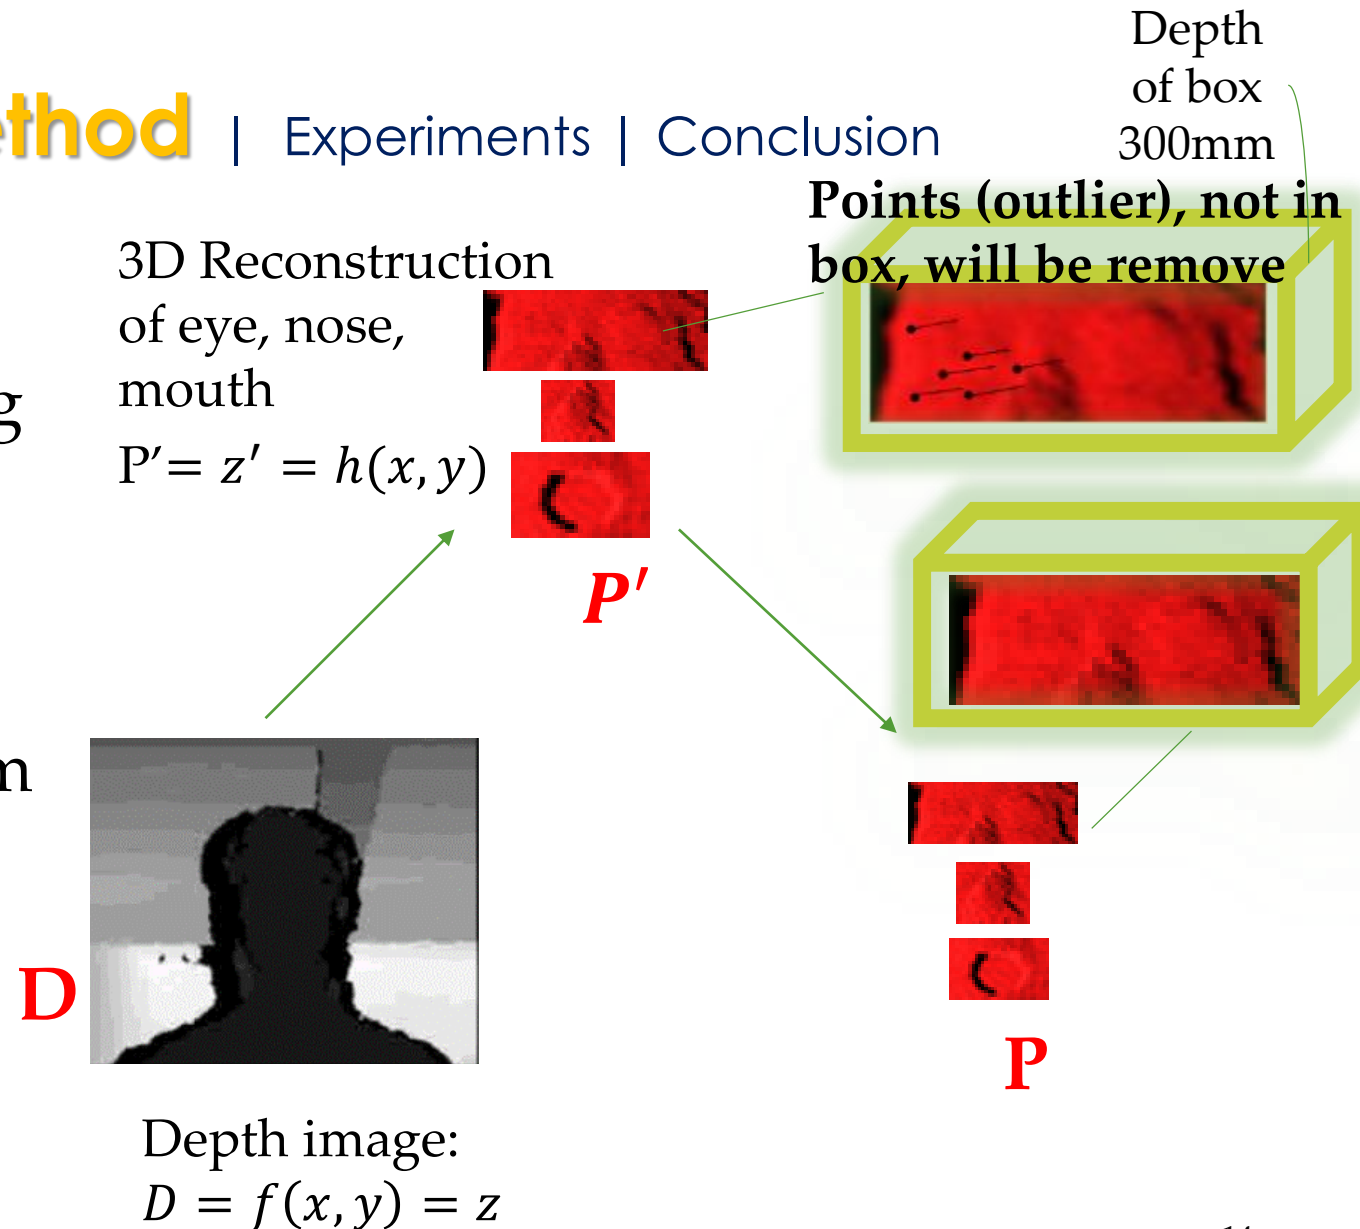 ethod | Experiments | Conclusion
Depth
of box
300mm
Points (outlier), not in
box, will be remove
3D Reconstruction
of eye, nose,
mouth
P′= z′ = h(x, y)
g
P′
m
D
P
Depth image:
D = f(x, y) = z